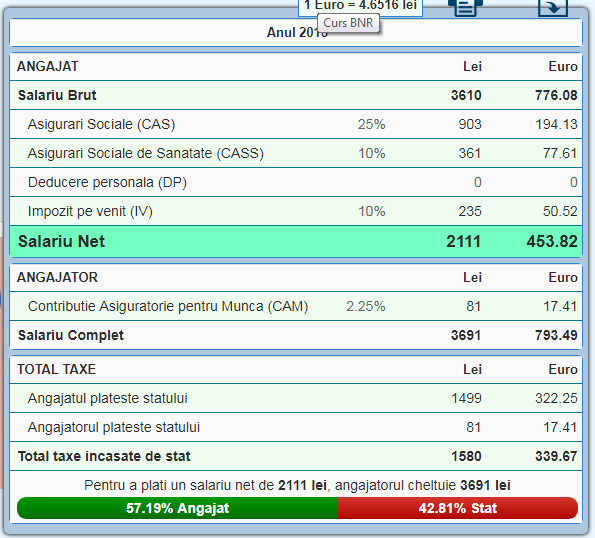 1 Euro = 4.6516 lei
Curs BNR
Anul
ANGAJAT Lei Euro
Salariu Brut 3610 776.08
Asigurari Sociale (CAS) 25% 903 194.13
Asigurari Sociale de Sanatate (CASS) 10% 361 77.61
Deducere personala (DP) 0 0
Impozit pe venit (IV) 10% 235 50.52
Salariu Net 2111 453.82
ANGAJATOR Lei Euro
Contributie Asiguratorie pentru Munca (CAM) 2.25% 81 17.41
Salariu Complet 3691 793.49
TOTAL TAXE Lei Euro
Angajatul plateste statului 1499 322.25
Angajatorul plateste statului 81 17.41
Total taxe incasate de stat 1580 339.67
Pentru a plati un salariu net de 2111 lei, angajatorul cheltuie 3691 lei
57.19% Angajat 42.81% Stat